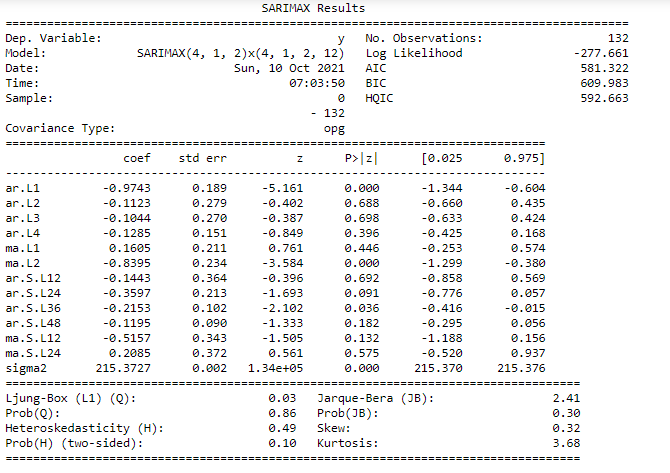 SARIMAX Results
==============================================================================
Dep. Variable: y No. Observations: 132
Model: SARIMAX(4, 1, 2)x(4, 1, 2, 12) Log Likelihood -277.661
Date: Sun, 10 Oct 2021 AIC 581.322
Time: 07:03:50 BIC 609.983
Sample: 0 HQIC 592.663
- 132
Covariance Type: opg
==============================================================================
coef std err z P>|z| [0.025 0.975]
------------------------------------------------------------------------------
ar.L1 -0.9743 0.189 -5.161 0.000 -1.344 -0.604
ar.L2 -0.1123 0.279 -0.402 0.688 -0.660 0.435
ar.L3 -0.1044 0.270 -0.387 0.698 -0.633 0.424
ar.L4 -0.1285 0.151 -0.849 0.396 -0.425 0.168
ma.L1 0.1605 0.211 0.761 0.446 -0.253 0.574
ma.L2 -0.8395 0.234 -3.584 0.000 -1.299 -0.380
ar.S.L12 -0.1443 0.364 -0.396 0.692 -0.858 0.569
ar.S.L24 -0.3597 0.213 -1.693 0.091 -0.776 0.057
ar.S.L36 -0.2153 0.102 -2.102 0.036 -0.416 -0.015
ar.S.L48 -0.1195 0.090 -1.333 0.182 -0.295 0.056
ma.S.L12 -0.5157 0.343 -1.505 0.132 -1.188 0.156
ma.S.L24 0.2085 0.372 0.561 0.575 -0.520 0.937
sigma2 215.3727 0.002 1.34e+05 0.000 215.370 215.376
==============================================================================
Ljung-Box (L1) (Q): 0.03 Jarque-Bera (JB): 2.41
Prob(Q): 0.86 Prob(JB): 0.30
Heteroskedasticity (H): 0.49 Skew: 0.32
Prob(H) (two-sided): 0.10 Kurtosis: 3.68
==============================================================================